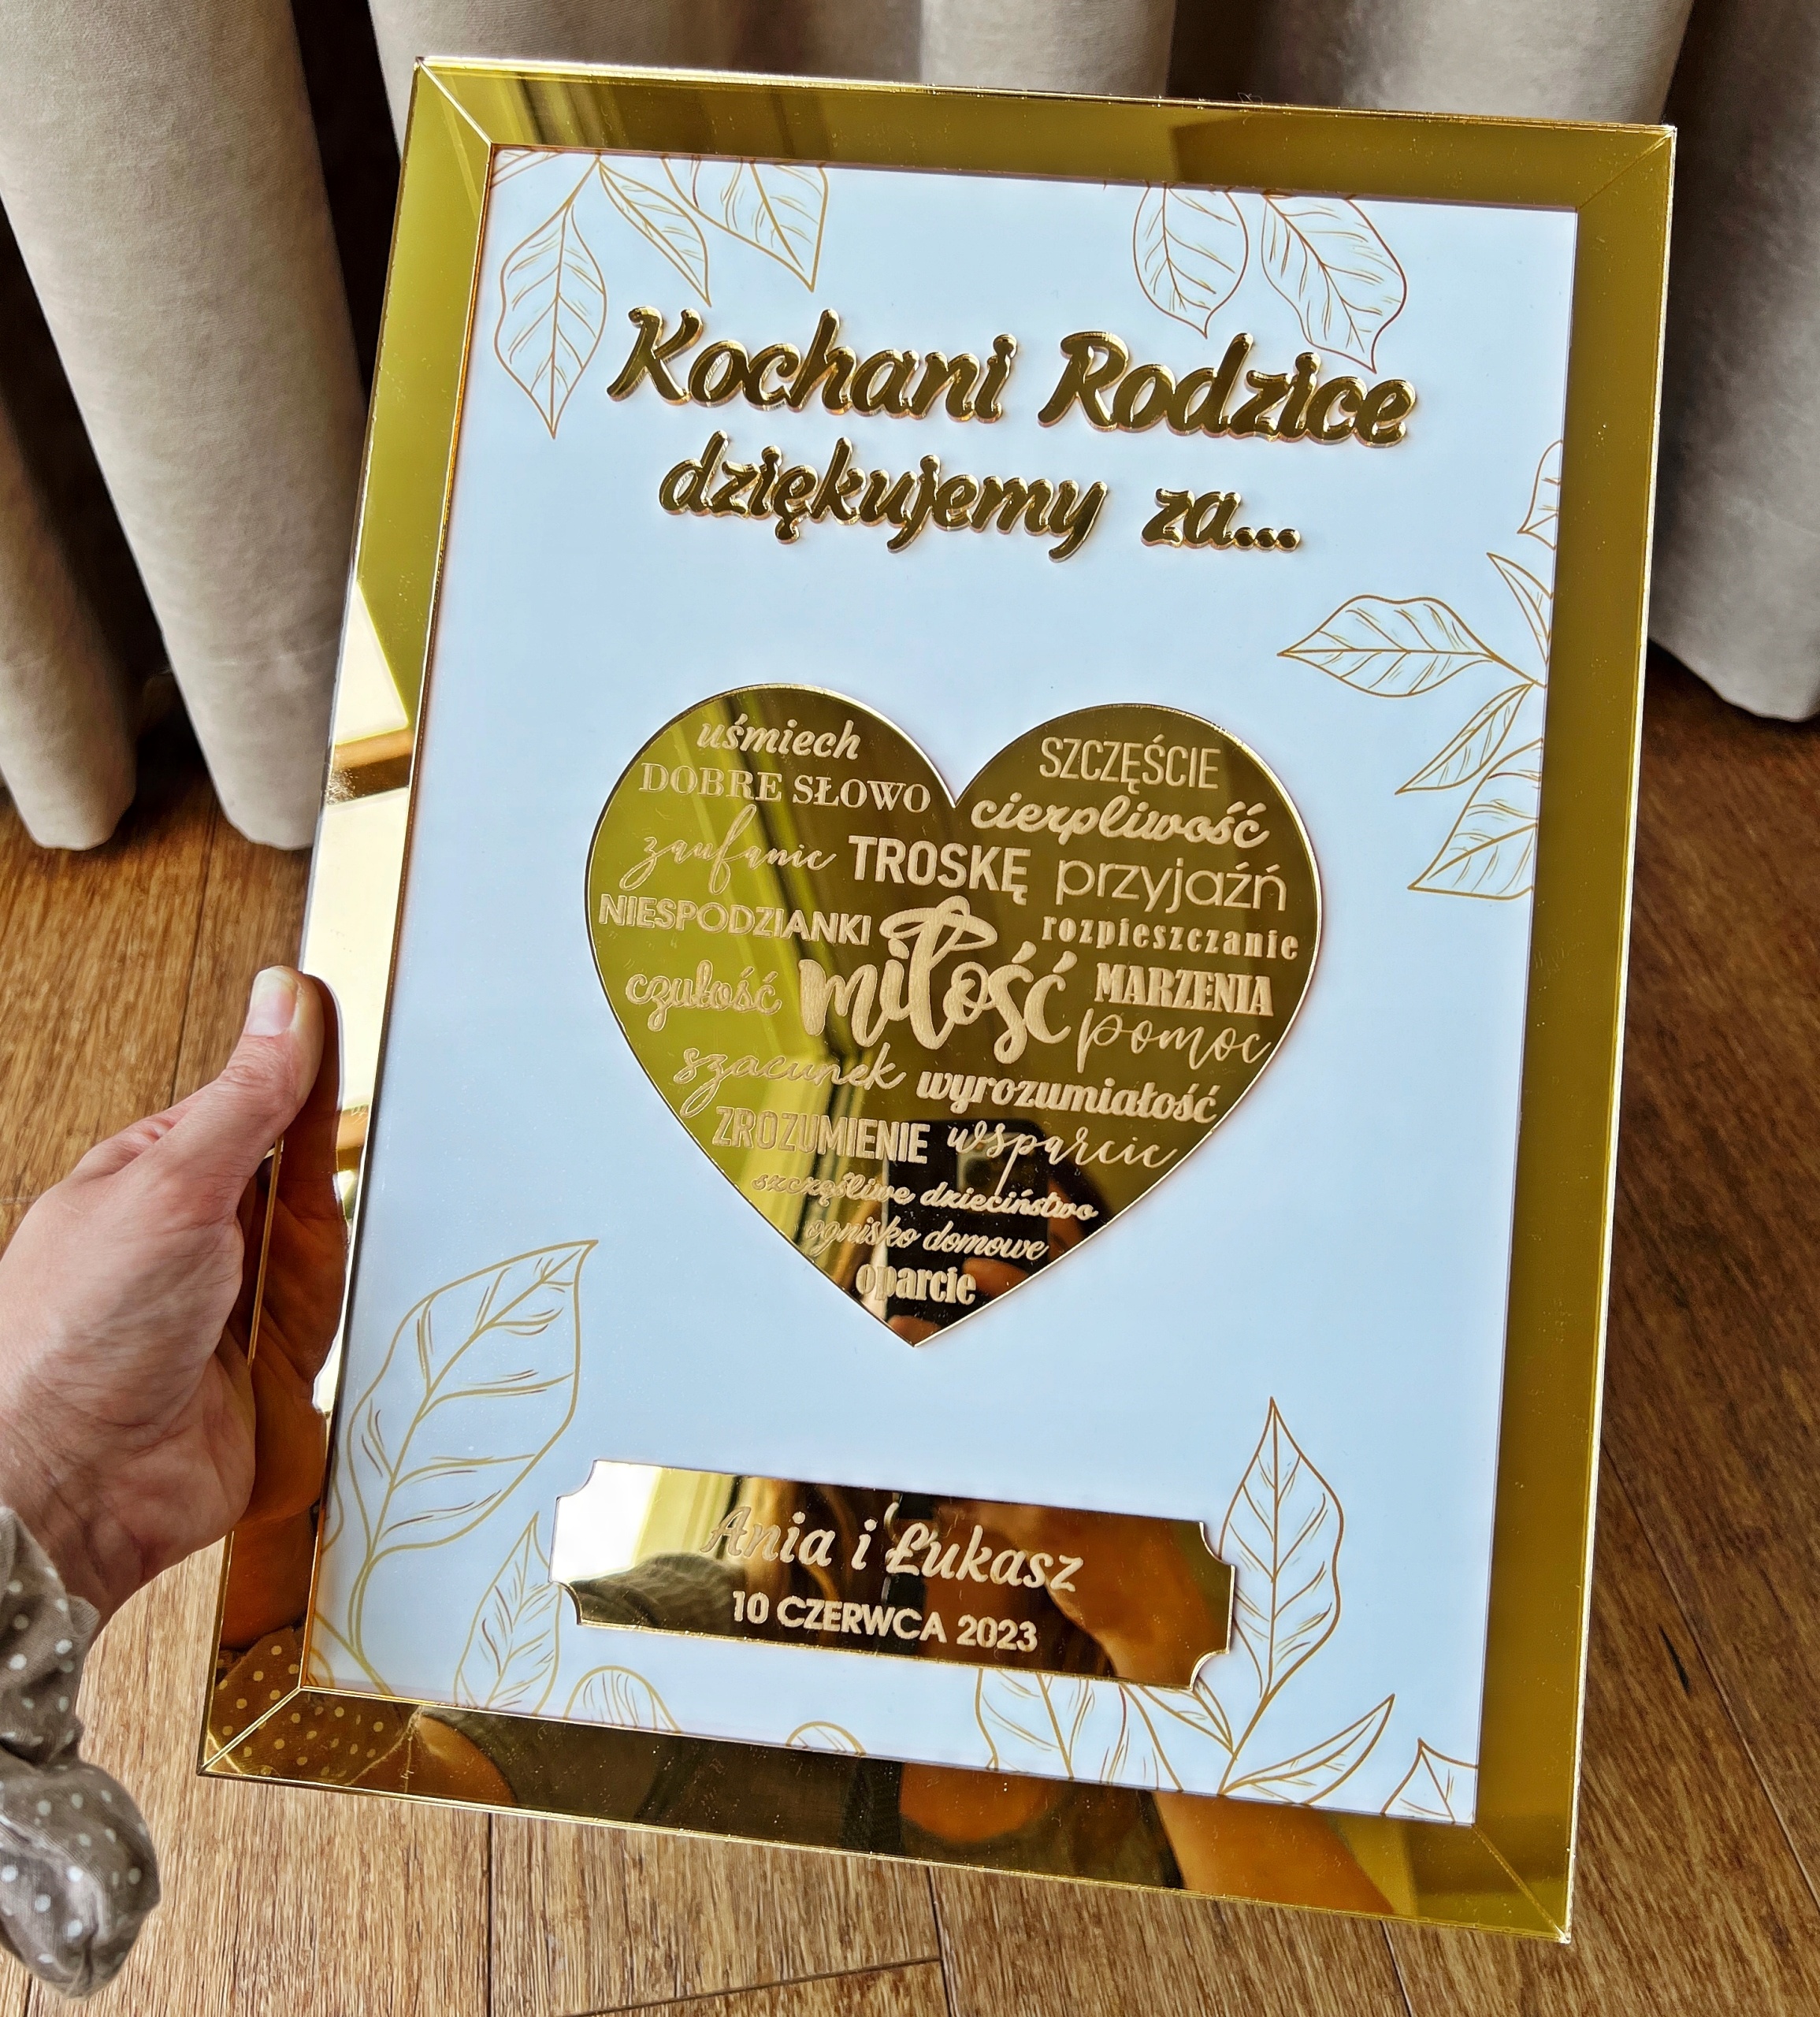 Kochani Rodzice
dziękujemy za...
uśmiech
DOBRE SŁOWO
SZCZĘŚCIE
cierpliwość
zaufanie TROSKĘ przyjaźń
NIESPODZIANKI
rozpieszczanie
czułość miłość MARZENIA
pomoc
szacunek wyrozumiałość
ZROZUMIENIE wsparcie
szczęśliwe dzieciństwo
ognisko domowe
oparcie
Ania i Łukasz
10 CZERWCA 2023